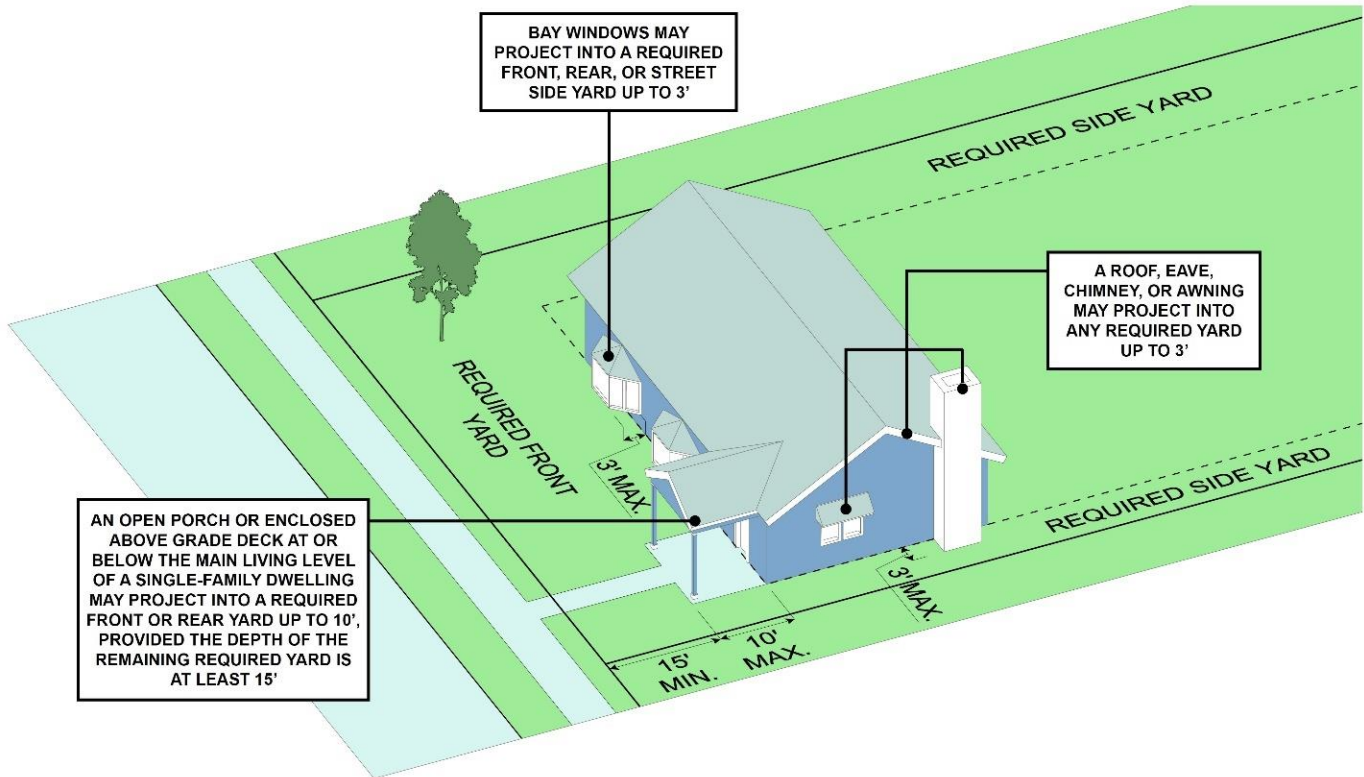 BAY WINDOWS MAY
PROJECT INTO A REQUIRED
FRONT, REAR, OR STREET
SIDE YARD UP TO 3'
REQUIRED SIDE YARD
A ROOF, EAVE,
CHIMNEY, OR AWNING
MAY PROJECT INTO
ANY REQUIRED YARD
UP TO 3'
REQUIRED FRONT
YARD
3' MAX.
AN OPEN PORCH OR ENCLOSED
ABOVE GRADE DECK AT OR
BELOW THE MAIN LIVING LEVEL
OF A SINGLE-FAMILY DWELLING
MAY PROJECT INTO A REQUIRED
FRONT OR REAR YARD UP TO 10',
PROVIDED THE DEPTH OF THE
REMAINING REQUIRED YARD IS
AT LEAST 15'
REQUIRED SIDE YARD
3' MAX.
15'
MIN.
10'
MAX.